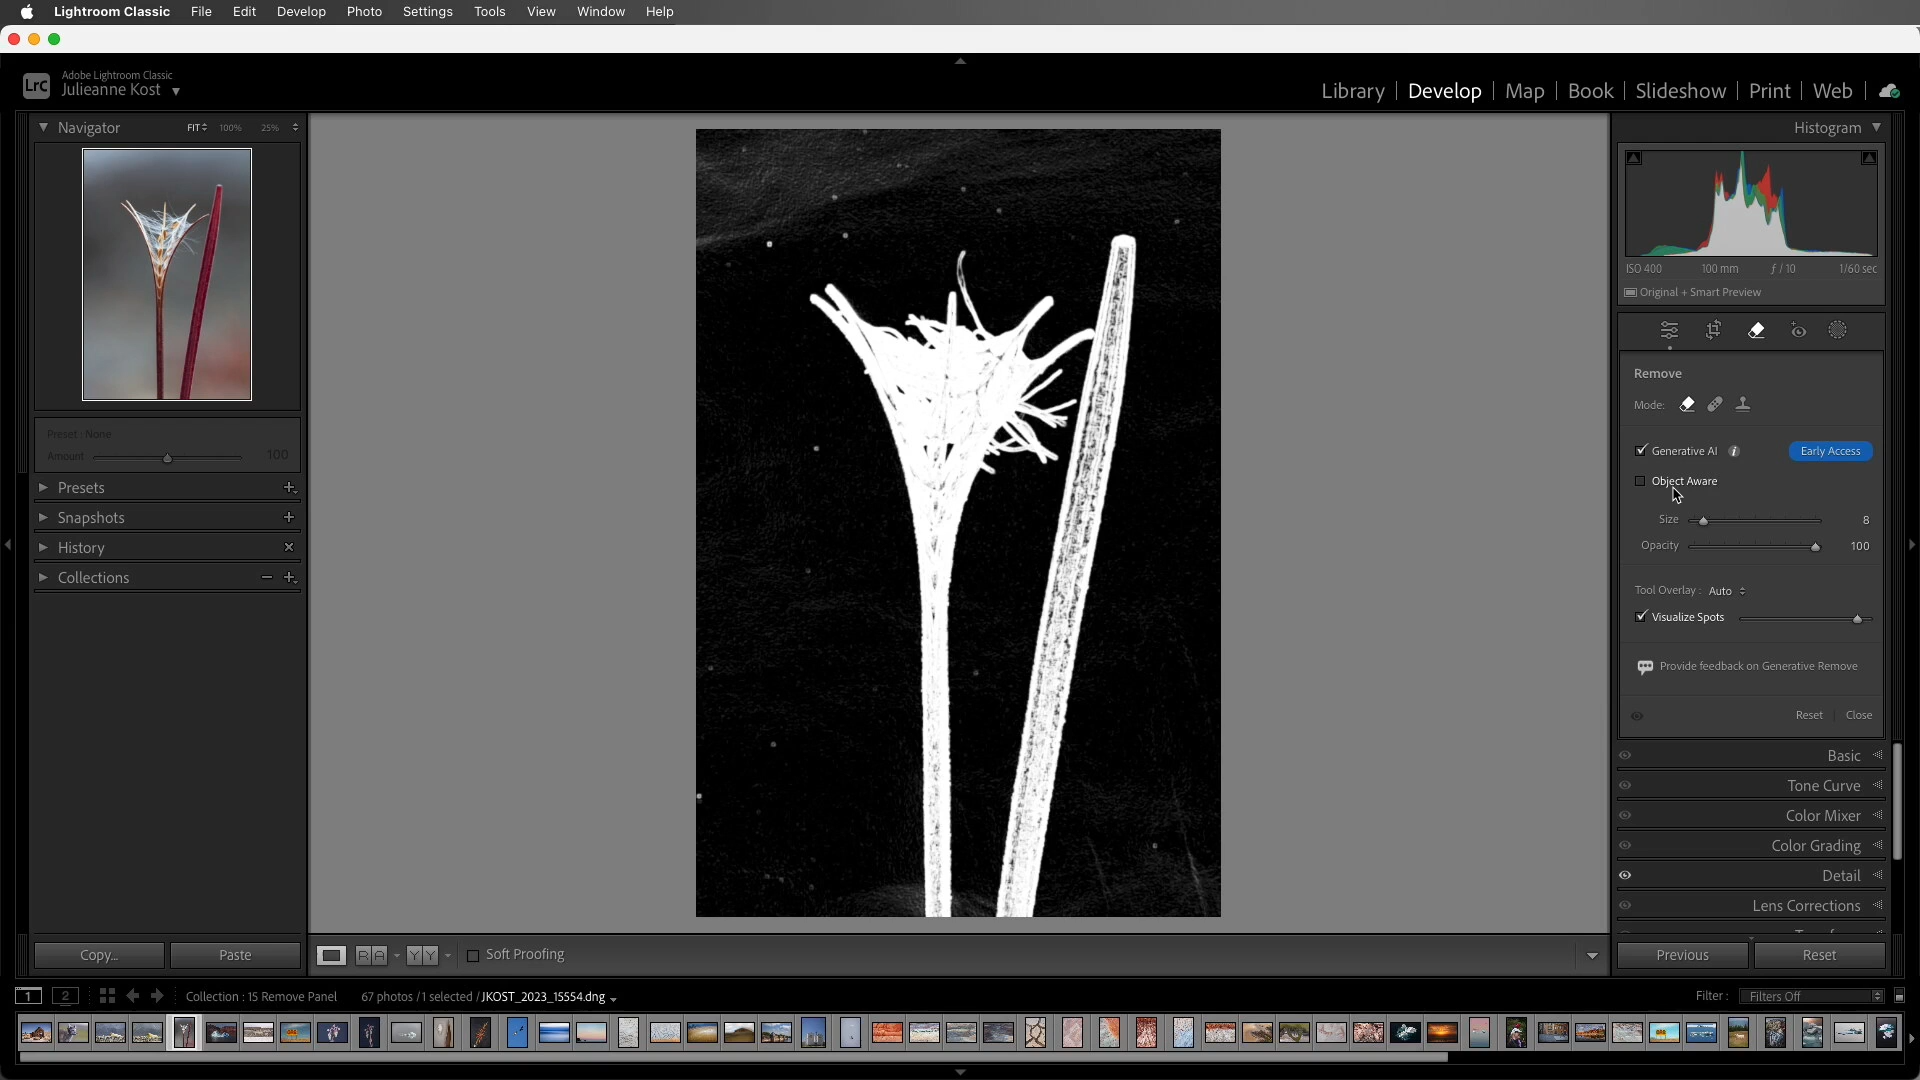 Lightroom Classic File Edit Develop Photo Settings Tools View Window Help
LrC
Adobe Lightroom Classic
Julieanne Kost
Library | Develop | Map | Book | Slideshow | Print | Web
Navigator FIT 100% 25%
Preset : None
Amount 100
Presets
Snapshots
History
Collections
Copy... Paste
R A Y Y Soft Proofing
Histogram
ISO 400 100 mm ƒ / 10 1/60 sec
Original + Smart Preview
Remove
Mode:
Generative AI Early Access
Object Aware
Size 8
Opacity 100
Tool Overlay : Auto
Visualize Spots
Provide feedback on Generative Remove
Reset Close
Basic
Tone Curve
Color Mixer
Color Grading
Detail
Lens Corrections
Previous Reset
1 2 Collection : 15 Remove Panel 67 photos / 1 selected / JKOST_2023_15554.dng Filter : Filters Off